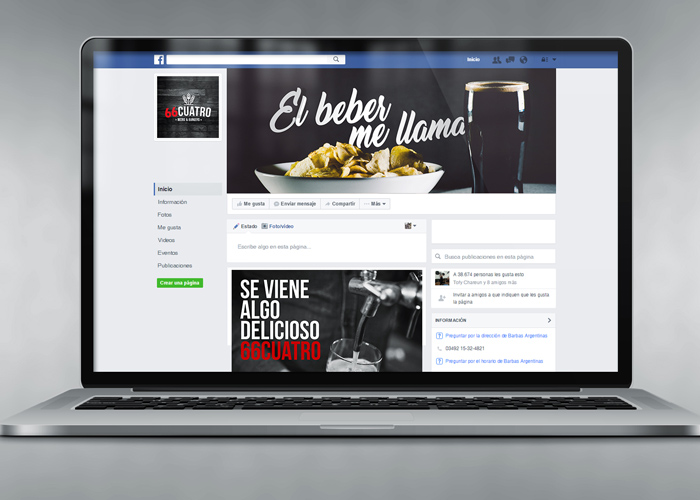 f
Inicio
66CUATRO
BEERS & BURGERS
El beber
me llama
Me gusta
Enviar mensaje
Compartir
Más
Inicio
Información
Fotos
Me gusta
Videos
Eventos
Publicaciones
Crear una página
Estado
Foto/video
Escribe algo en esta página...
SE VIENE
ALGO
DELICIOSO
66CUATRO
Busca publicaciones en esta página
A 38.674 personas les gusta esto
y 6 amigos más
Invitar a amigos a que indiquen que les gusta
la página
INFORMACIÓN
Preguntar por la dirección de Barbas Argentinas
03492 15-32-4821
Preguntar por el horario de Barbas Argentinas